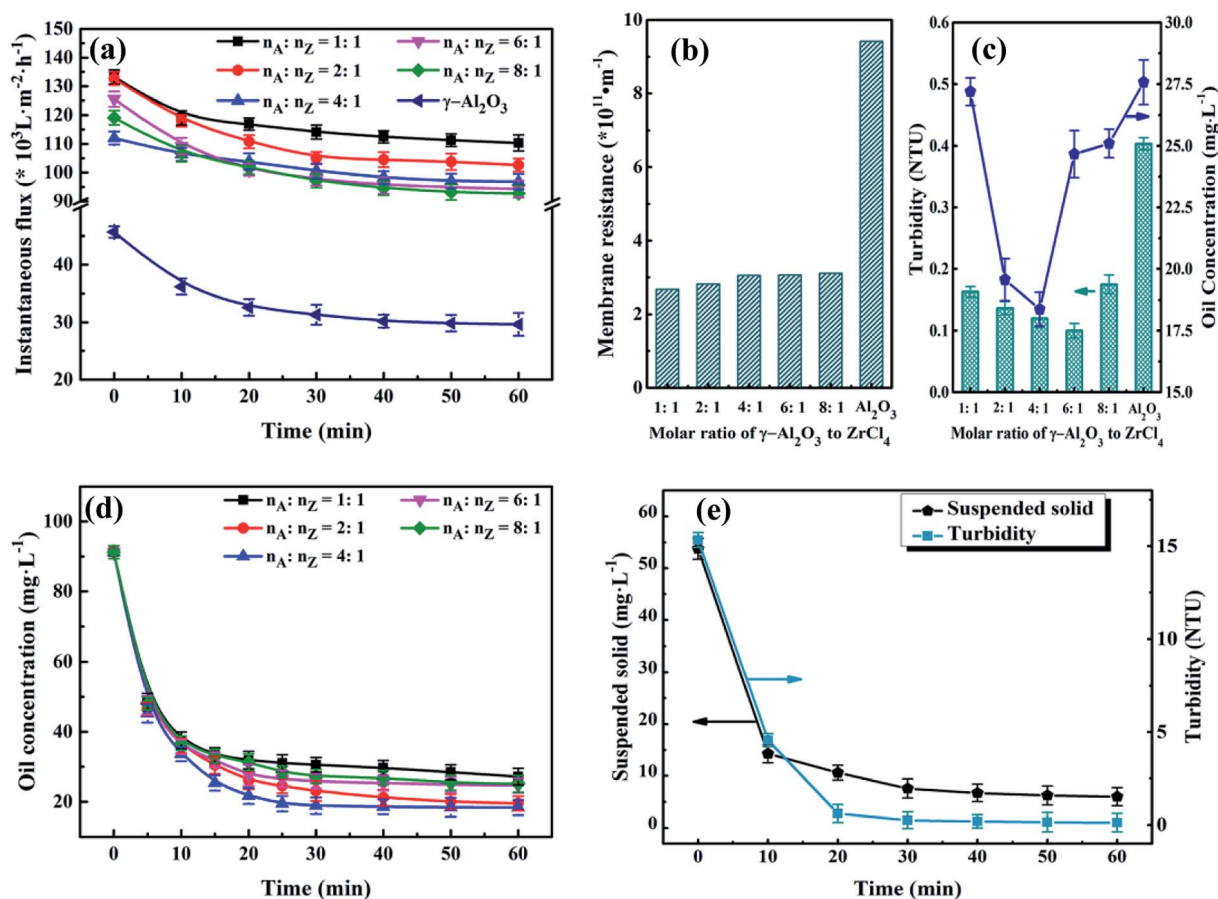 (a)
n_A: n_Z = 1: 1
n_A: n_Z = 6: 1
n_A: n_Z = 2: 1
n_A: n_Z = 8: 1
n_A: n_Z = 4: 1
γ–Al₂O₃
Instantaneous flux (* 10³L·m⁻²·h⁻¹)
150
140
130
120
110
100
90
40
30
20
0 10 20 30 40 50 60
Time (min)
(b)
Membrane resistance (*10¹¹•m⁻¹)
10
8
6
4
2
0
1: 1 2: 1 4: 1 6: 1 8: 1 Al₂O₃
Molar ratio of γ–Al₂O₃ to ZrCl₄
(c)
Turbidity (NTU)
0.6
0.5
0.4
0.3
0.2
0.1
0.0
Oil Concentration (mg·L⁻¹)
30.0
27.5
25.0
22.5
20.0
17.5
15.0
1: 1 2: 1 4: 1 6: 1 8: 1 Al₂O₃
Molar ratio of γ–Al₂O₃ to ZrCl₄
(d)
n_A: n_Z = 1: 1
n_A: n_Z = 6: 1
n_A: n_Z = 2: 1
n_A: n_Z = 8: 1
n_A: n_Z = 4: 1
Oil concentration (mg·L⁻¹)
100
80
60
40
20
0 10 20 30 40 50 60
Time (min)
(e)
Suspended solid
Turbidity
Suspended solid (mg·L⁻¹)
60
55
50
45
40
35
30
25
20
15
10
5
0
Turbidity (NTU)
15
15
5
0
0 10 20 30 40 50 60
Time (min)